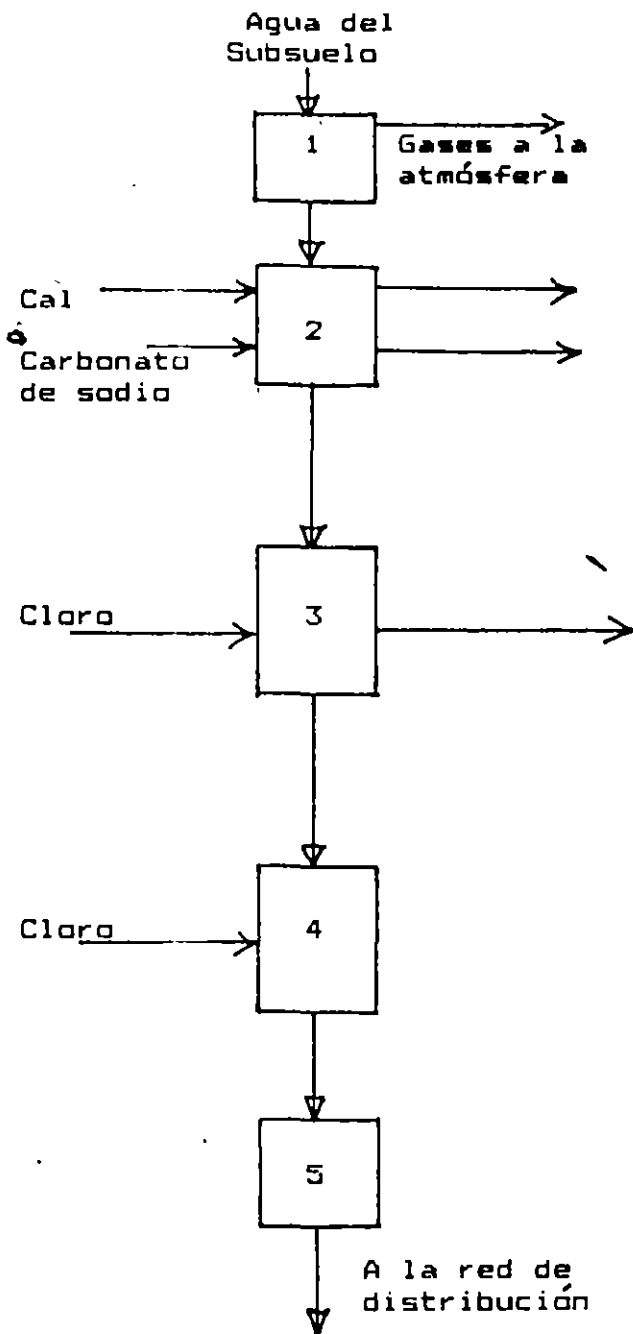 Agua del
Subsuelo
1
Gases a la
atmósfera
Cal
2
Carbonato
de sodio
Cloro
3
Cloro
4
5
A la red de
distribución